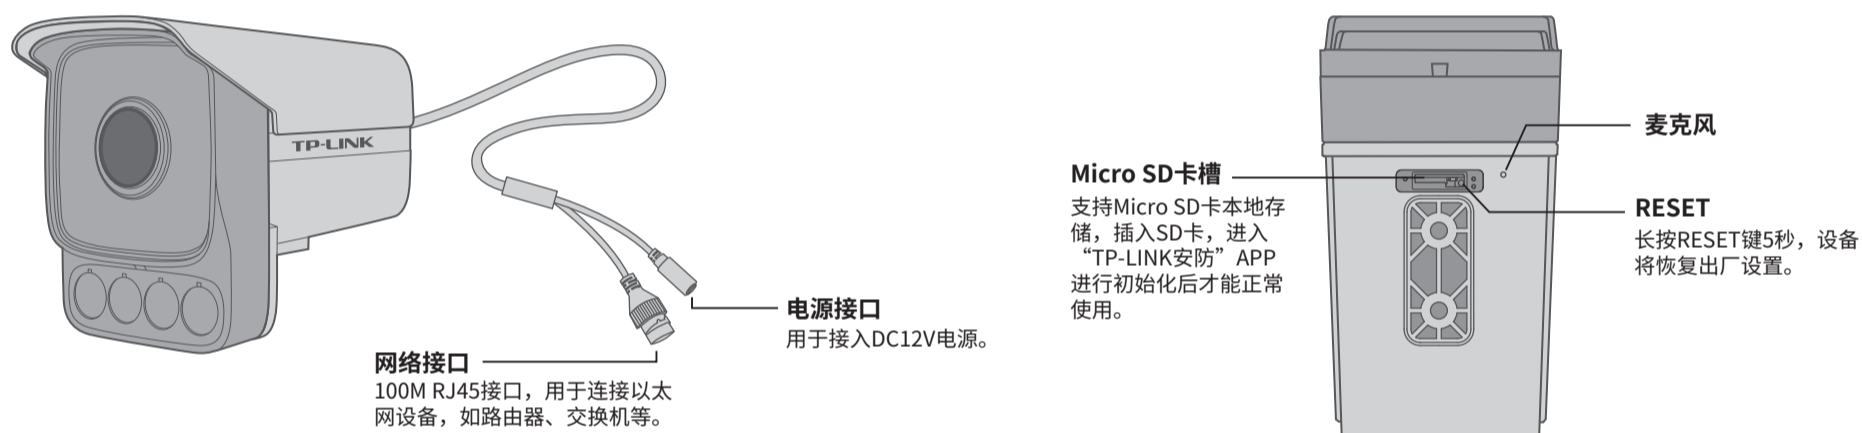 TP-LINK
电源接口
用于接入DC12V电源。
网络接口
100M RJ45接口，用于连接以太
网设备，如路由器、交换机等。
Micro SD卡槽
支持Micro SD卡本地存
储，插入SD卡，进入
“TP-LINK安防”APP
进行初始化后才能正常
使用。
麦克风
RESET
长按RESET键5秒，设备
将恢复出厂设置。